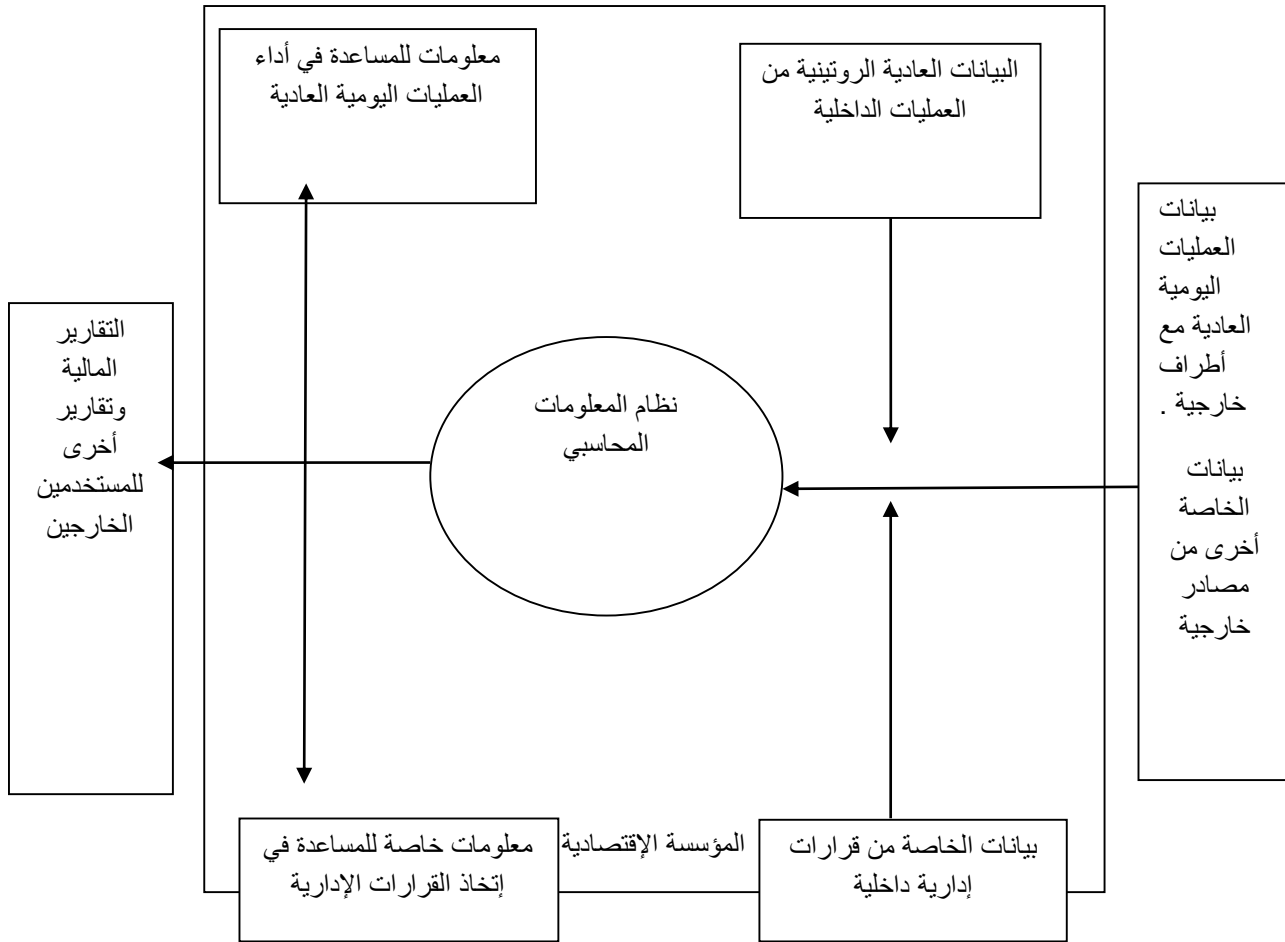 البيانات العادية الروتينية من
العمليات الداخلية
معلومات للمساعدة في أداء
العمليات اليومية العادية
بيانات
العمليات
اليومية
العادية مع
أطراف
خارجية .
بيانات
الخاصة
أخرى من
مصادر
خارجية
نظام المعلومات
المحاسبي
التقارير
المالية
وتقارير
أخرى
للمستخدمين
الخارجين
بيانات الخاصة من قرارات
إدارية داخلية
المؤسسة الإقتصادية
معلومات خاصة للمساعدة في
إتخاذ القرارات الإدارية